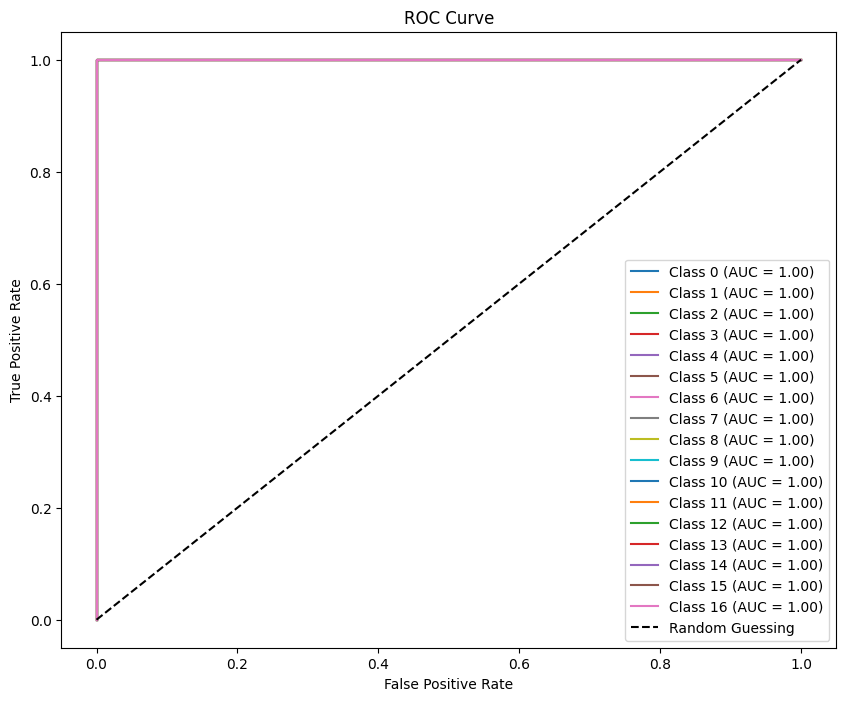 ROC Curve
1.0
0.8
0.6
0.4
0.2
0.0
True Positive Rate
Class 0 (AUC = 1.00)
Class 1 (AUC = 1.00)
Class 2 (AUC = 1.00)
Class 3 (AUC = 1.00)
Class 4 (AUC = 1.00)
Class 5 (AUC = 1.00)
Class 6 (AUC = 1.00)
Class 7 (AUC = 1.00)
Class 8 (AUC = 1.00)
Class 9 (AUC = 1.00)
Class 10 (AUC = 1.00)
Class 11 (AUC = 1.00)
Class 12 (AUC = 1.00)
Class 13 (AUC = 1.00)
Class 14 (AUC = 1.00)
Class 15 (AUC = 1.00)
Class 16 (AUC = 1.00)
Random Guessing
0.0 0.2 0.4 0.6 0.8 1.0
False Positive Rate